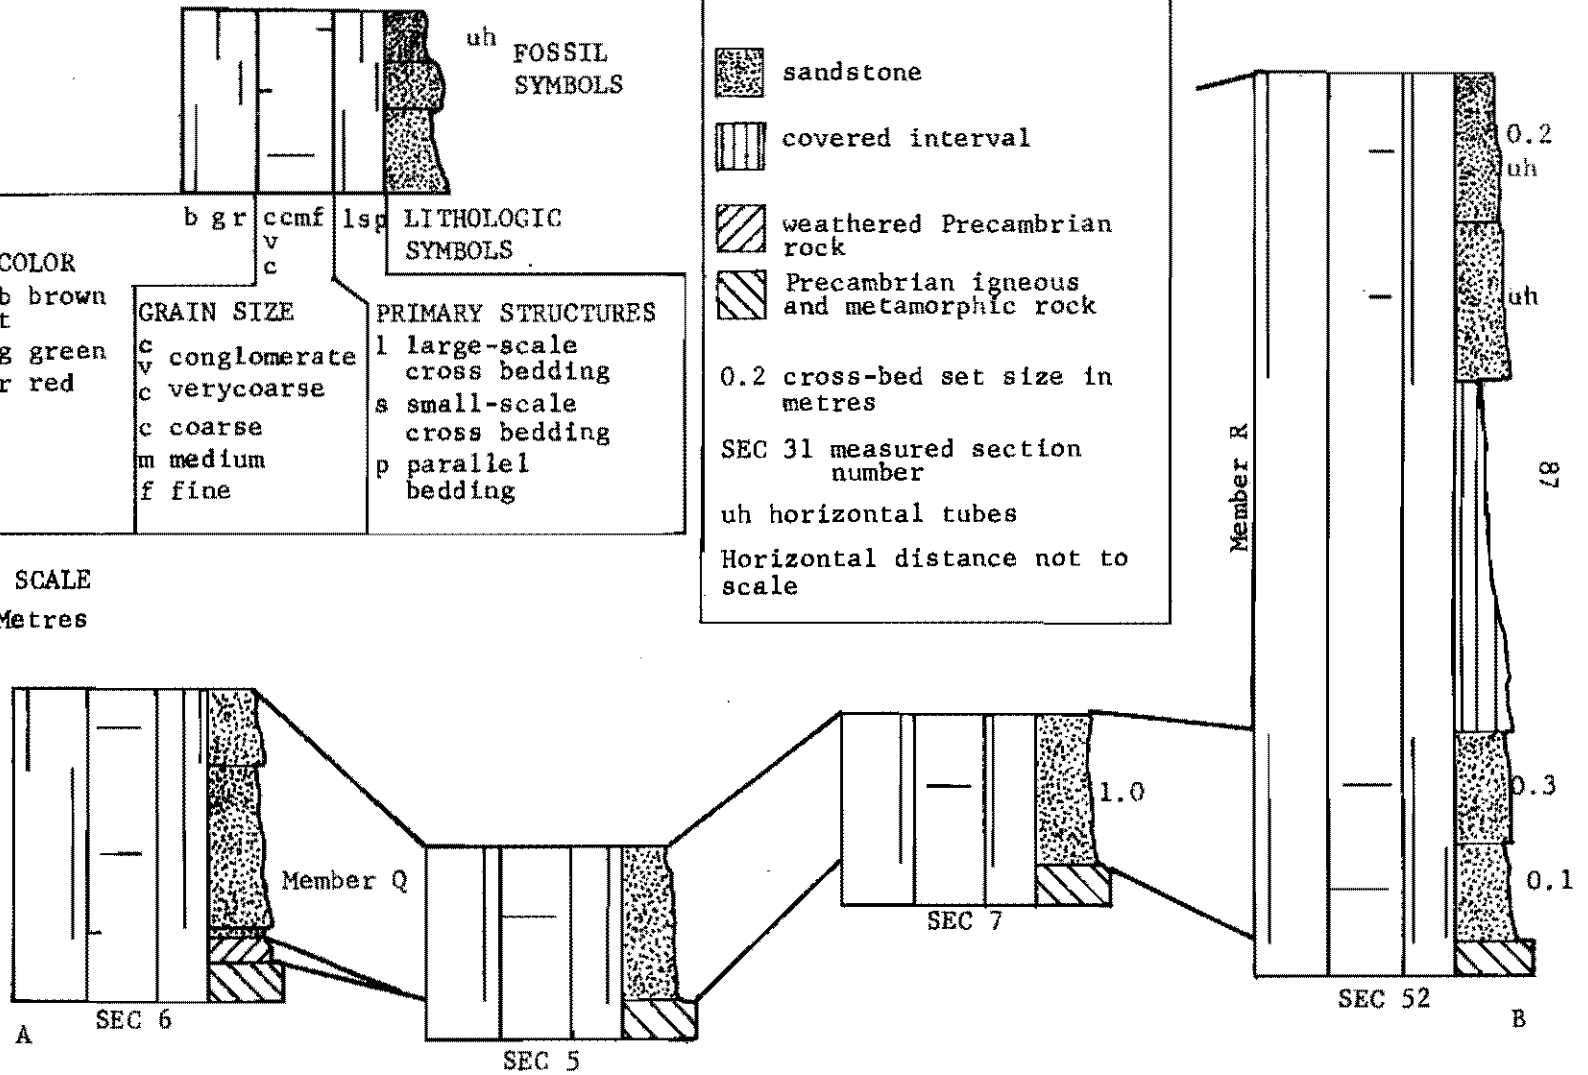 uh FOSSIL
SYMBOLS
b g r ccmf lsp LITHOLOGIC
v SYMBOLS
c
COLOR
b brown
t
g green
r red
GRAIN SIZE
c
v conglomerate
c verycoarse
c coarse
m medium
f fine
PRIMARY STRUCTURES
l large-scale
cross bedding
s small-scale
cross bedding
p parallel
bedding
SCALE
Metres
sandstone
covered interval
weathered Precambrian
rock
Precambrian igneous
and metamorphic rock
0.2 cross-bed set size in
metres
SEC 31 measured section
number
uh horizontal tubes
Horizontal distance not to
scale
0.2
uh
uh
Member R
87
0.3
0.1
SEC 52
B
1.0
SEC 7
Member Q
SEC 5
SEC 6
A